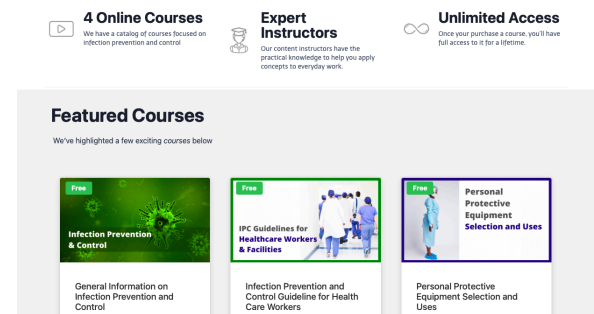 4 Online Courses
We have a catalog of courses focused on
infection prevention and control
Expert
Instructors
Our content instructors have the
practical knowledge to help you apply
concepts to everyday work.
Unlimited Access
Once your purchase a course, you'll have
full access to it for a lifetime.
Featured Courses
We've highlighted a few exciting courses below
Free
Infection Prevention
& Control
General Information on
Infection Prevention and
Control
Free
IPC Guidelines for
Healthcare Workers
& Facilities
Infection Prevention and
Control Guideline for Health
Care Workers
Free
Personal
Protective
Equipment
Selection and Uses
Personal Protective
Equipment Selection and
Uses